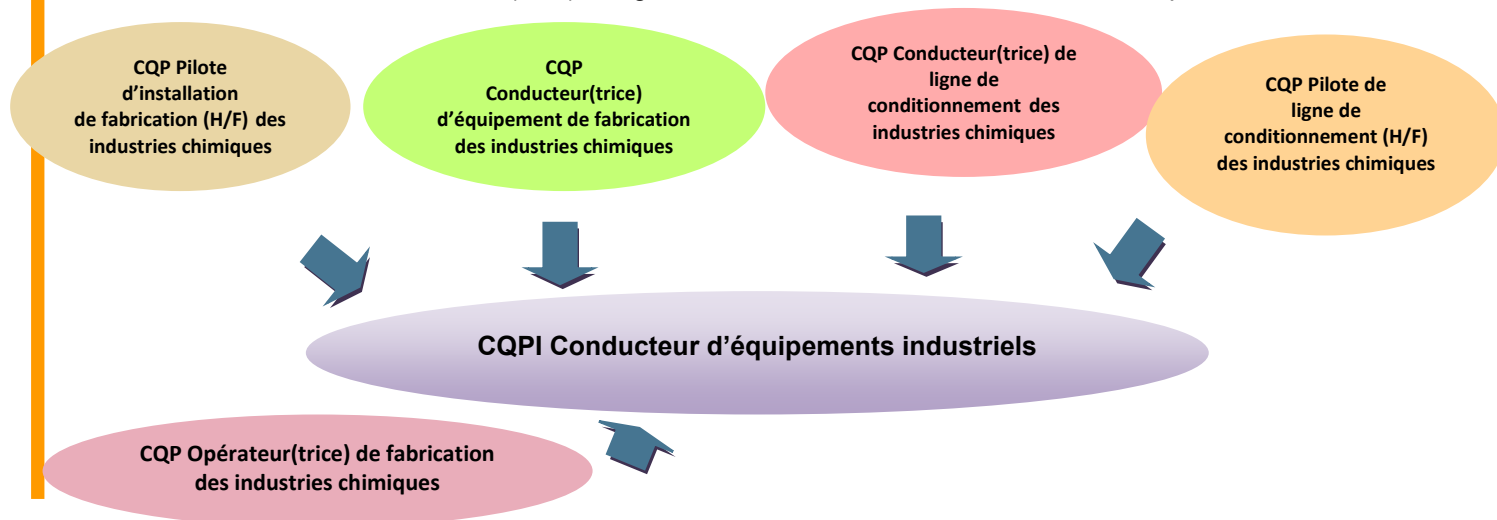 CQP Pilote
d’installation
de fabrication (H/F) des
industries chimiques
CQP
Conducteur(trice)
d’équipement de fabrication
des industries chimiques
CQP Conducteur(trice) de
ligne de
conditionnement des
industries chimiques
CQP Pilote de
ligne de
conditionnement (H/F)
des industries chimiques
CQPI Conducteur d’équipements industriels
CQP Opérateur(trice) de fabrication
des industries chimiques